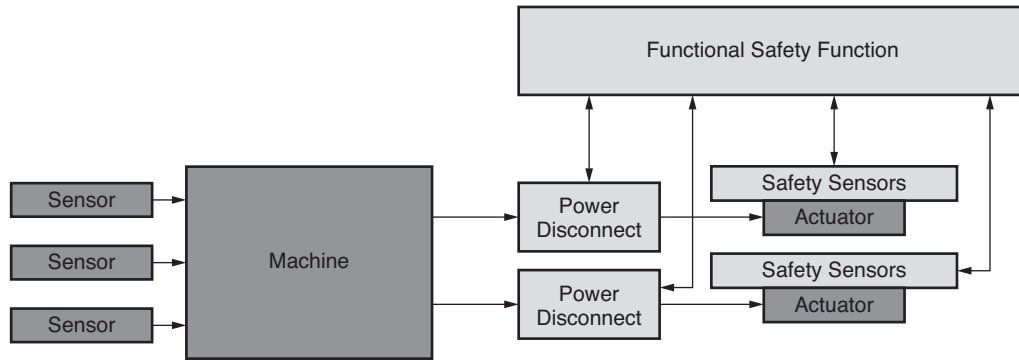 Functional Safety Function
Sensor
Sensor
Sensor
Machine
Power
Disconnect
Power
Disconnect
Safety Sensors
Actuator
Safety Sensors
Actuator